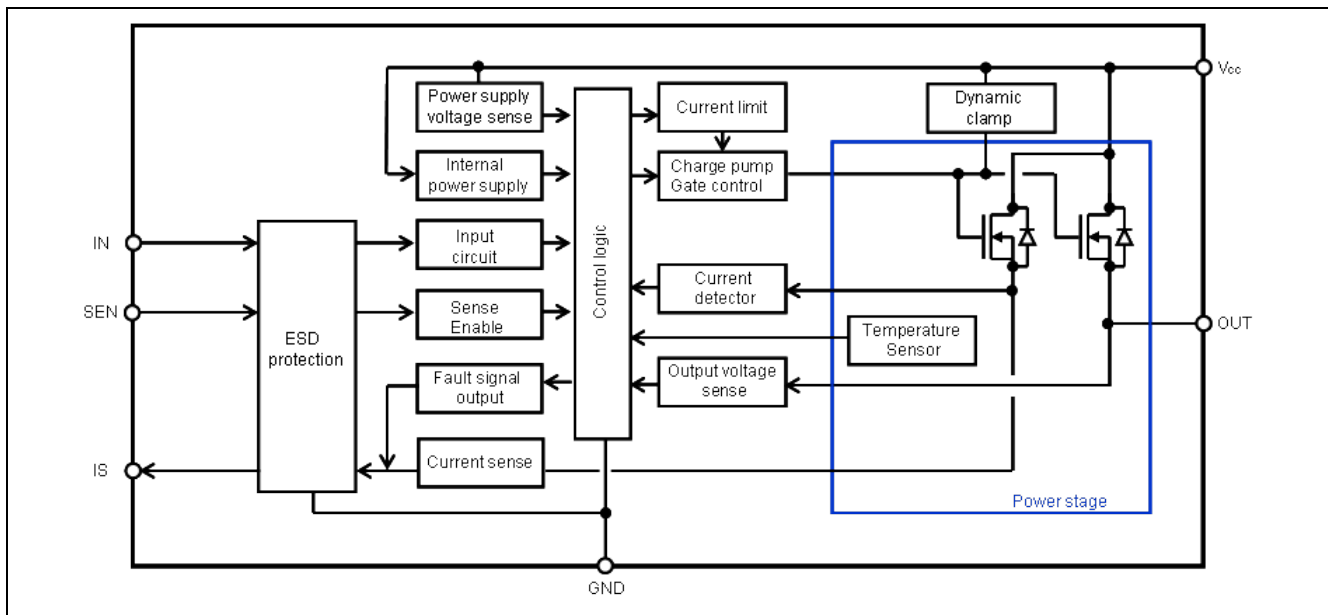 Vcc
Power supply
voltage sense
Current limit
Dynamic
clamp
Internal
power supply
Charge pump
Gate control
IN
Input
circuit
Control logic
Current
detector
SEN
Sense
Enable
OUT
ESD
protection
Temperature
Sensor
Fault signal
output
Output voltage
sense
IS
Current sense
Power stage
GND